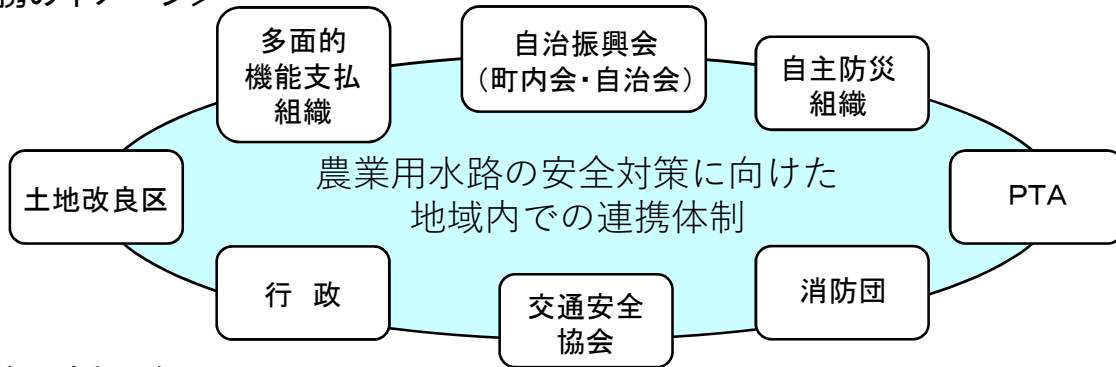 多面的
機能支払
組織
自治振興会
（町内会・自治会）
自主防災
組織
土地改良区
農業用水路の安全対策に向けた
地域内での連携体制
PTA
行 政
交通安全
協会
消防団